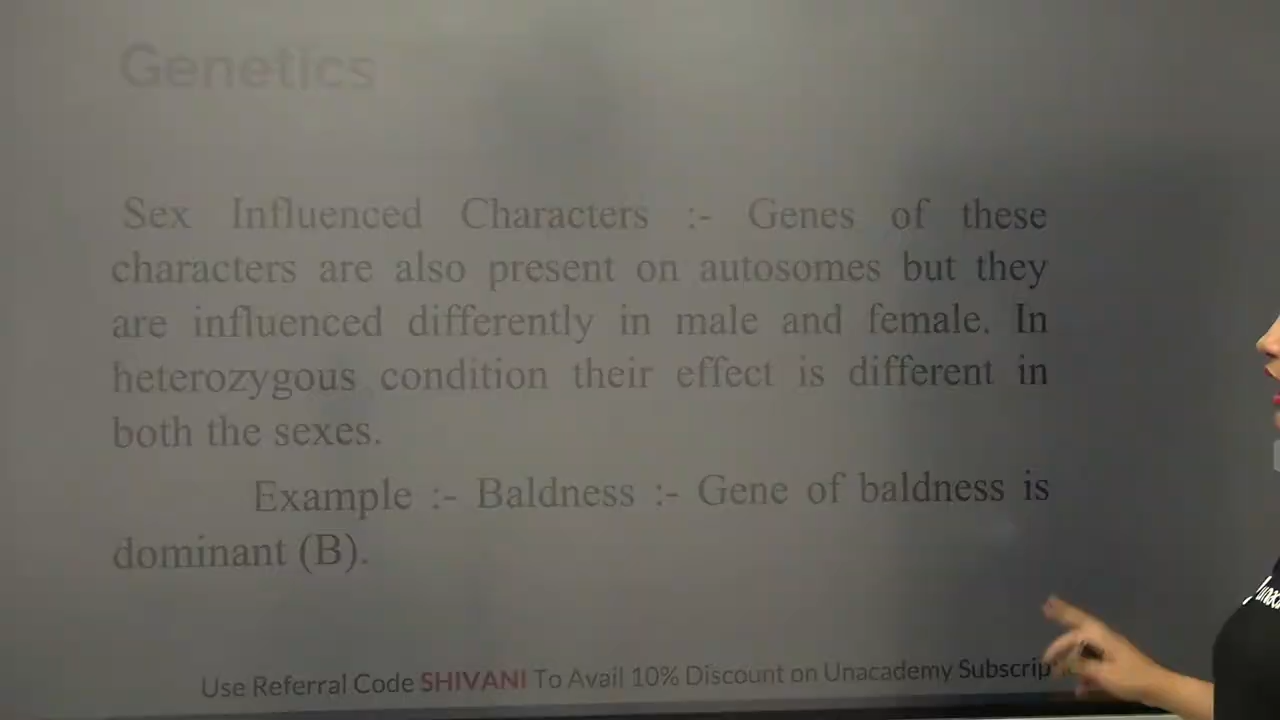 Genetics
Sex Influenced Characters :- Genes of these
characters are also present on autosomes but they
are influenced differently in male and female. In
heterozygous condition their effect is different in
both the sexes.
Example :- Baldness :- Gene of baldness is
dominant (B).
Use Referral Code SHIVANI To Avail 10% Discount on Unacademy